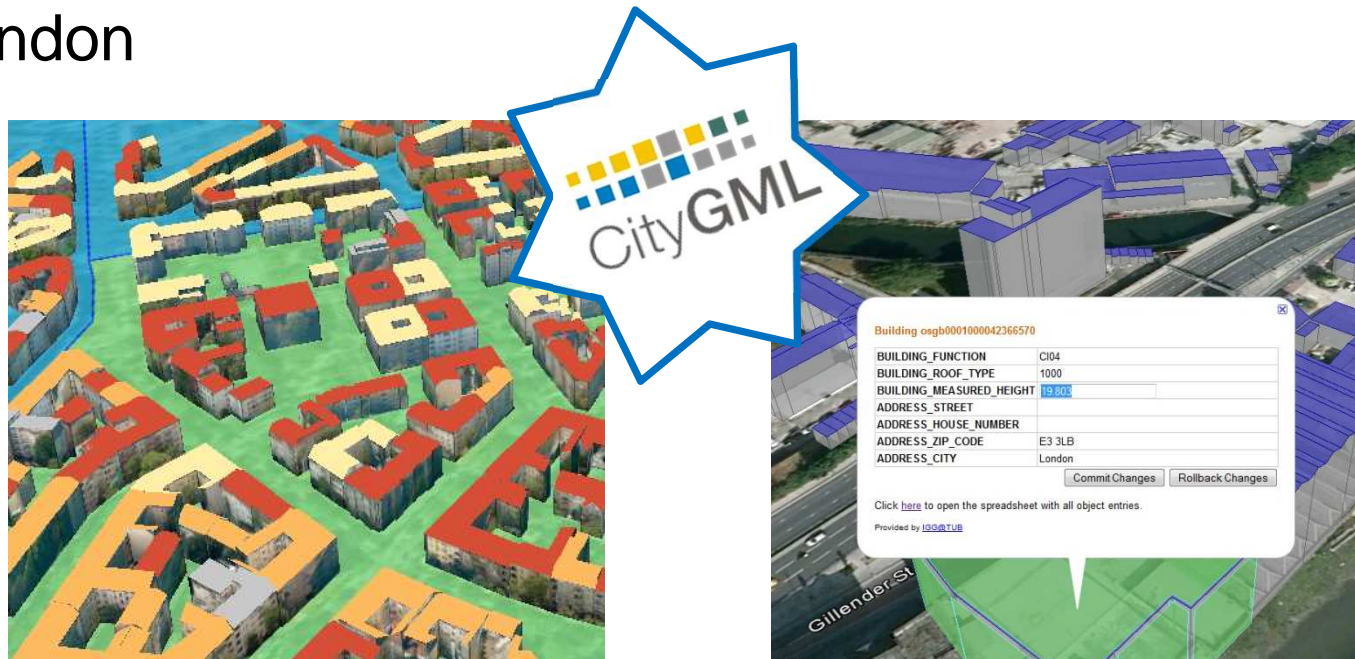 ndon
CityGML
Building osgb0001000042366570
BUILDING_FUNCTION CI04
BUILDING_ROOF_TYPE 1000
BUILDING_MEASURED_HEIGHT 19.803
ADDRESS_STREET
ADDRESS_HOUSE_NUMBER
ADDRESS_ZIP_CODE E3 3LB
ADDRESS_CITY London
Commit Changes Rollback Changes
Click here to open the spreadsheet with all object entries.
Provided by IGG@TUB
Gillender St